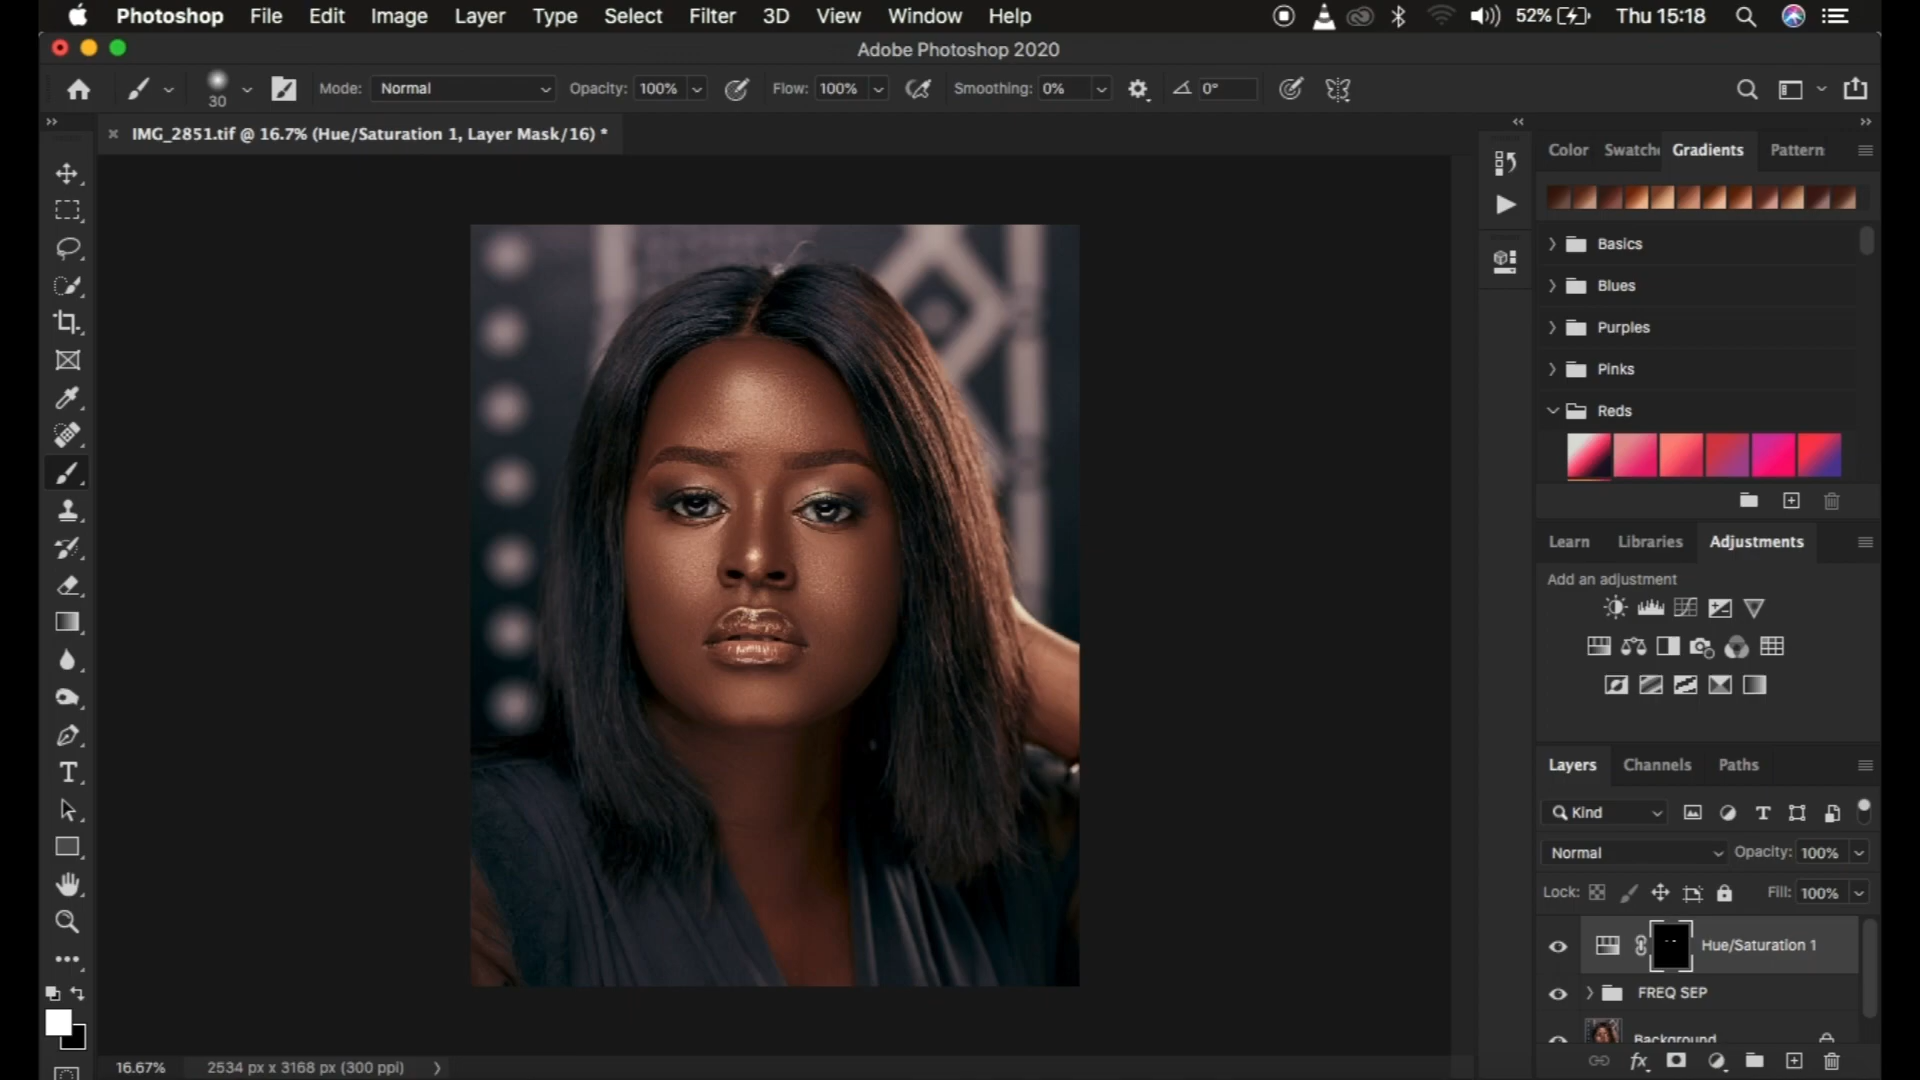 Photoshop File Edit Image Layer Type Select Filter 3D View Window Help 52% Thu 15:18
Adobe Photoshop 2020
30 Mode: Normal Opacity: 100% Flow: 100% Smoothing: 0% 0°
IMG_2851.tif @ 16.7% (Hue/Saturation 1, Layer Mask/16) *
Color Swatche Gradients Pattern
Basics
Blues
Purples
Pinks
Reds
Learn Libraries Adjustments
Add an adjustment
Layers Channels Paths
Kind
Normal Opacity: 100%
Lock: Fill: 100%
Hue/Saturation 1
FREQ SEP
Background
16.67% 2534 px x 3168 px (300 ppi)